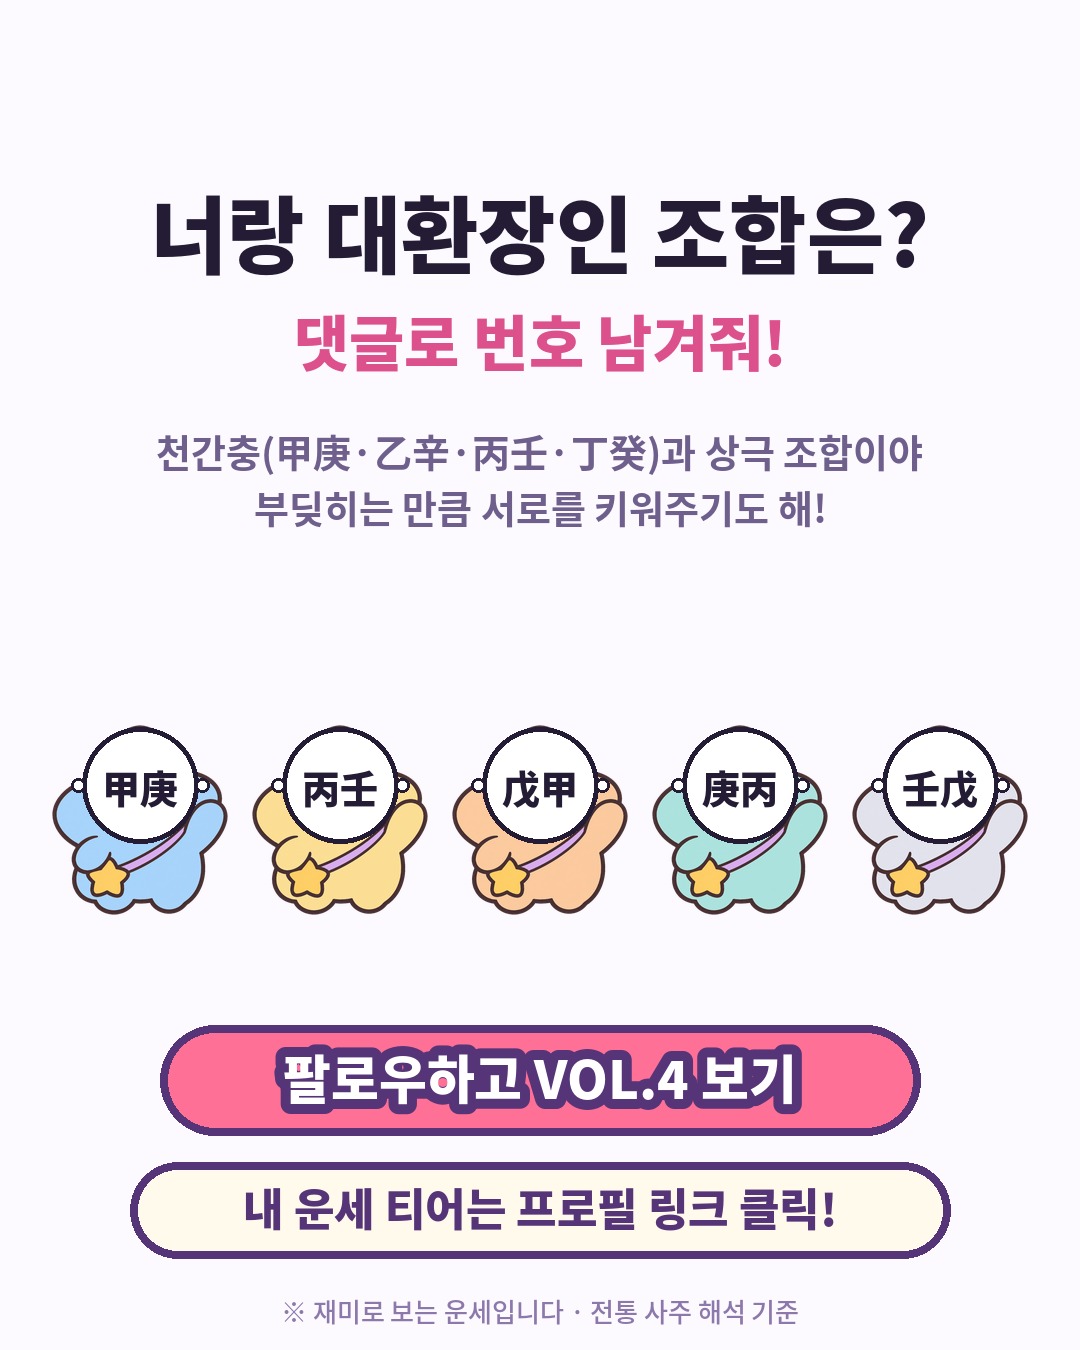 너랑 대환장인 조합은?
댓글로 번호 남겨줘!
천간충(甲庚·乙辛·丙壬·丁癸)과 상극 조합이야
부딪히는 만큼 서로를 키워주기도 해!
甲庚 丙壬 戊甲 庚丙 壬戊
팔로우하고 VOL.4 보기
내 운세 티어는 프로필 링크 클릭!
※ 재미로 보는 운세입니다 · 전통 사주 해석 기준